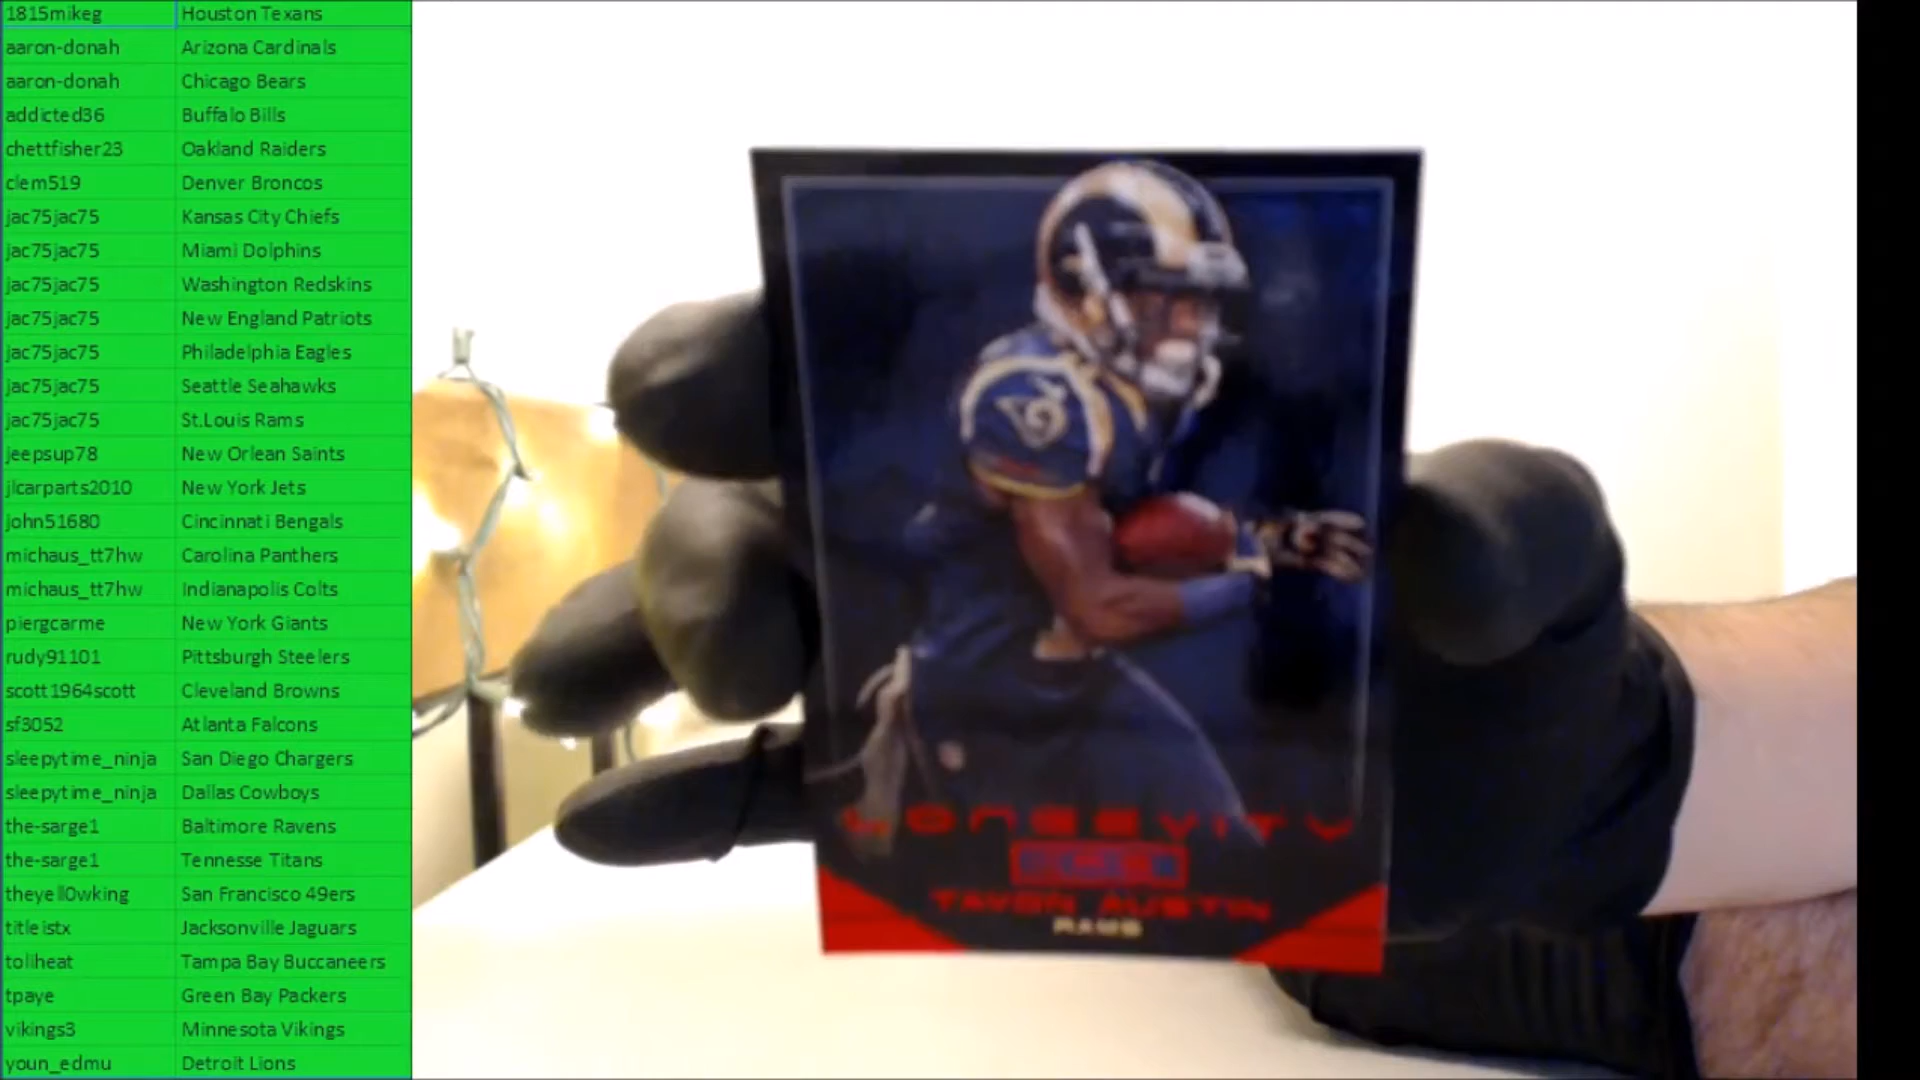 1815mikeg Houston Texans
aaron-donah Arizona Cardinals
aaron-donah Chicago Bears
addicted36 Buffalo Bills
chettfisher23 Oakland Raiders
clem519 Denver Broncos
jac75jac75 Kansas City Chiefs
jac75jac75 Miami Dolphins
jac75jac75 Washington Redskins
jac75jac75 New England Patriots
jac75jac75 Philadelphia Eagles
jac75jac75 Seattle Seahawks
jac75jac75 St.Louis Rams
jeepsup78 New Orlean Saints
jlcarparts2010 New York Jets
john51680 Cincinnati Bengals
michaus_tt7hw Carolina Panthers
michaus_tt7hw Indianapolis Colts
piergcarme New York Giants
rudy91101 Pittsburgh Steelers
scott1964scott Cleveland Browns
sf3052 Atlanta Falcons
sleepytime_ninja San Diego Chargers
sleepytime_ninja Dallas Cowboys
the-sarge1 Baltimore Ravens
the-sarge1 Tennesse Titans
theyell0wking San Francisco 49ers
titleistx Jacksonville Jaguars
toliheat Tampa Bay Buccaneers
tpaye Green Bay Packers
vikings3 Minnesota Vikings
youn_edmu Detroit Lions
LONGEVITY
TAVON AUSTIN
RAMS